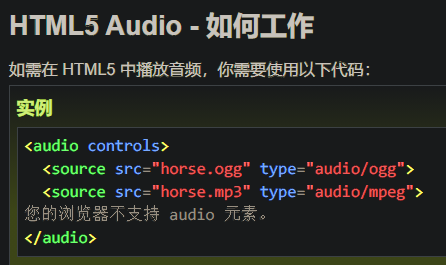 HTML5 Audio - 如何工作
如需在 HTML5 中播放音频，你需要使用以下代码：
实例
<audio controls>
  <source src="horse.ogg" type="audio/ogg">
  <source src="horse.mp3" type="audio/mpeg">
您的浏览器不支持 audio 元素。
</audio>